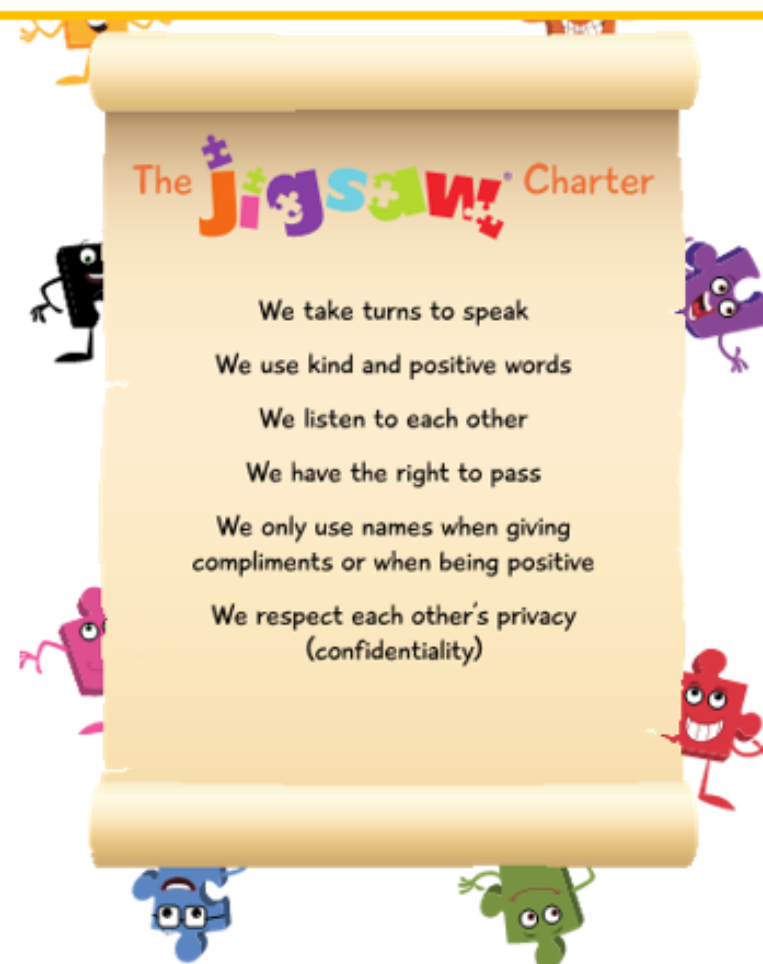 The Jigsaw® Charter
We take turns to speak
We use kind and positive words
We listen to each other
We have the right to pass
We only use names when giving
compliments or when being positive
We respect each other's privacy
(confidentiality)